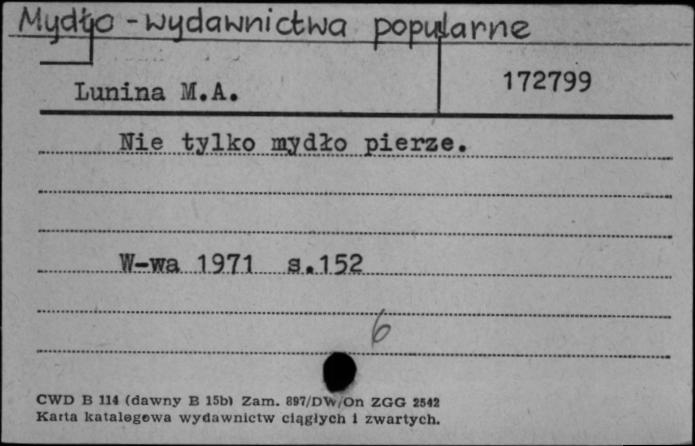 Mydło - wydawnictwa popularne
Lunina M.A.
172799
Nie tylko mydło pierze.
W-wa 1971 s.152
6
CWD B 114 (dawny B 15b) Zam. 897/DW/On ZGG 2542
Karta katalogowa wydawnictw ciągłych i zwartych.